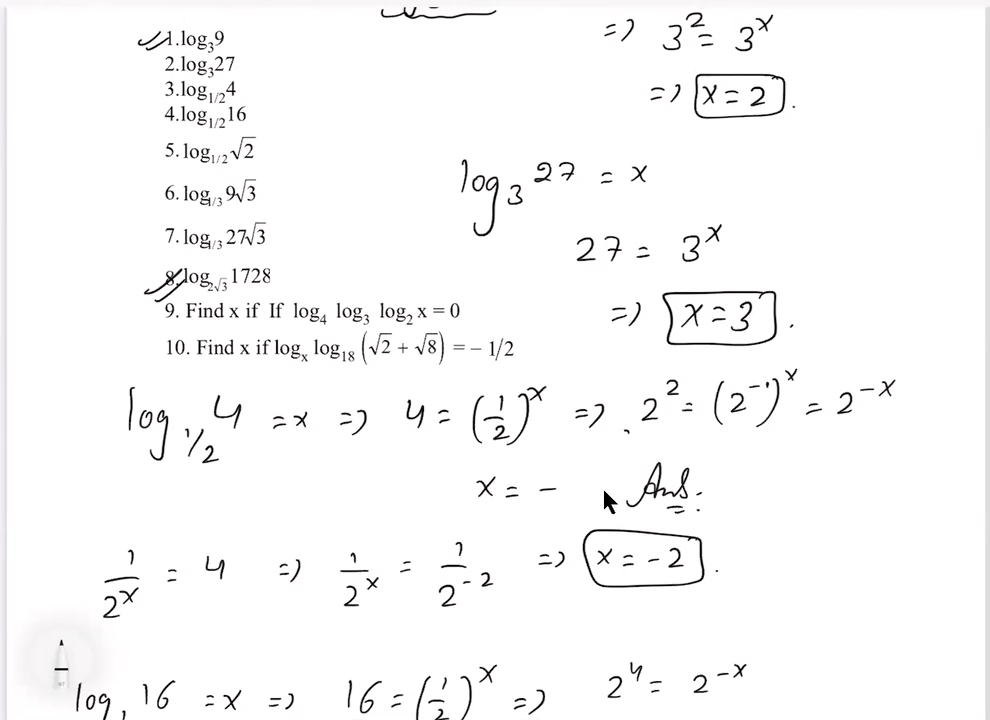 1.log₃9
2.log₃27
3.log₁/₂4
4.log₁/₂16
5.log₁/₂√2
6.log₁/₃9√3
7.log₁/₃27√3
8.log₂√₃1728
9. Find x if If log₄ log₃ log₂ x = 0
10. Find x if logₓ log₁₈ (√2 + √8) = − 1/2
=> 3² = 3ˣ
=> x = 2 .
log₃ 27 = x
27 = 3ˣ
=> x = 3 .
log₁/₂ 4 = x => 4 = (1/2)ˣ => . 2² = (2⁻¹)ˣ = 2⁻ˣ
x = − Ans.
1/2ˣ = 4 => 1/2ˣ = 1/2⁻² => x = −2 .
log₁ 16 = x => 16 = (1/2)ˣ => 2⁴ = 2⁻ˣ